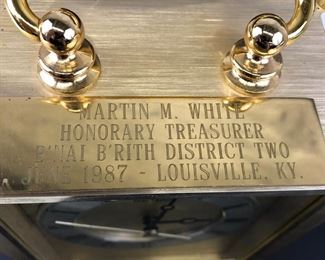 MARTIN M. WHITE
HONORARY TREASURER
B'NAI B'RITH DISTRICT TWO
JUNE 1987 - LOUISVILLE, KY.